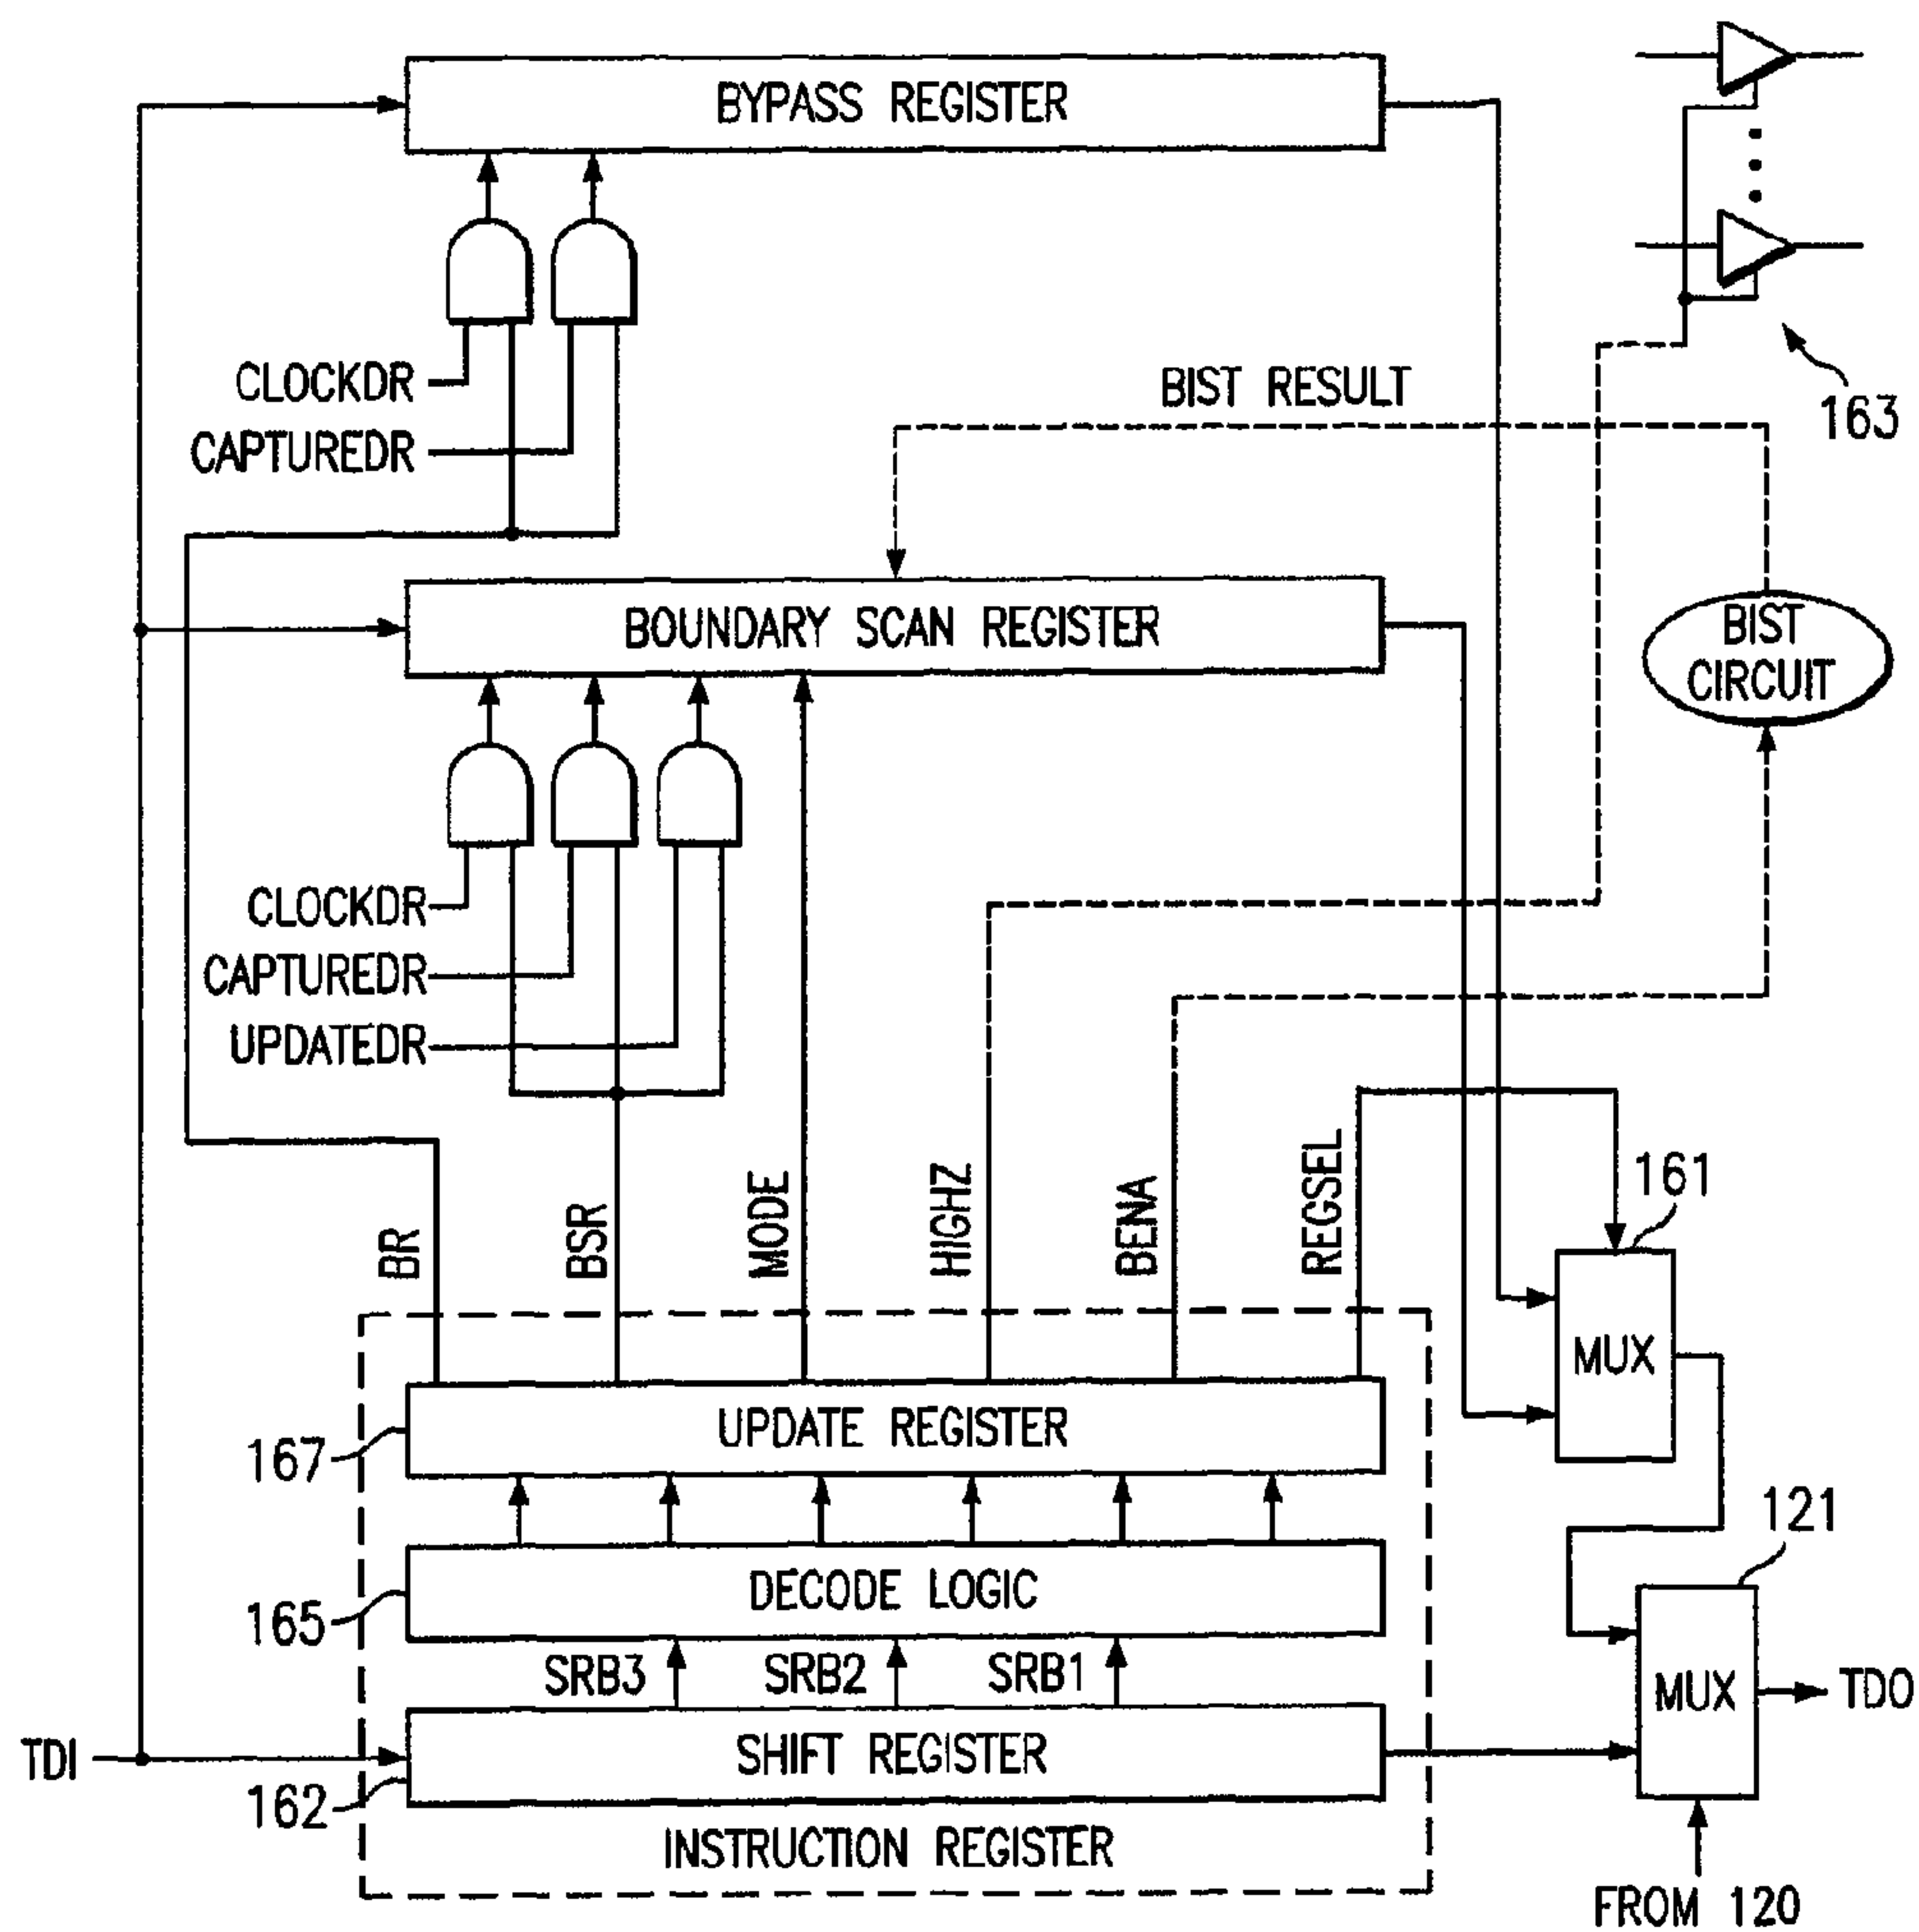 BYPASS REGISTER
CLOCKDR
CAPTUREDR
BIST RESULT
163
BOUNDARY SCAN REGISTER
BIST
CIRCUIT
CLOCKDR
CAPTUREDR
UPDATEDR
BR
BSR
MODE
HIGHZ
BENA
REGSEL
161
MUX
UPDATE REGISTER
167
121
DECODE LOGIC
165
SRB3
SRB2
SRB1
MUX
TDO
TDI
SHIFT REGISTER
162
INSTRUCTION REGISTER
FROM 120